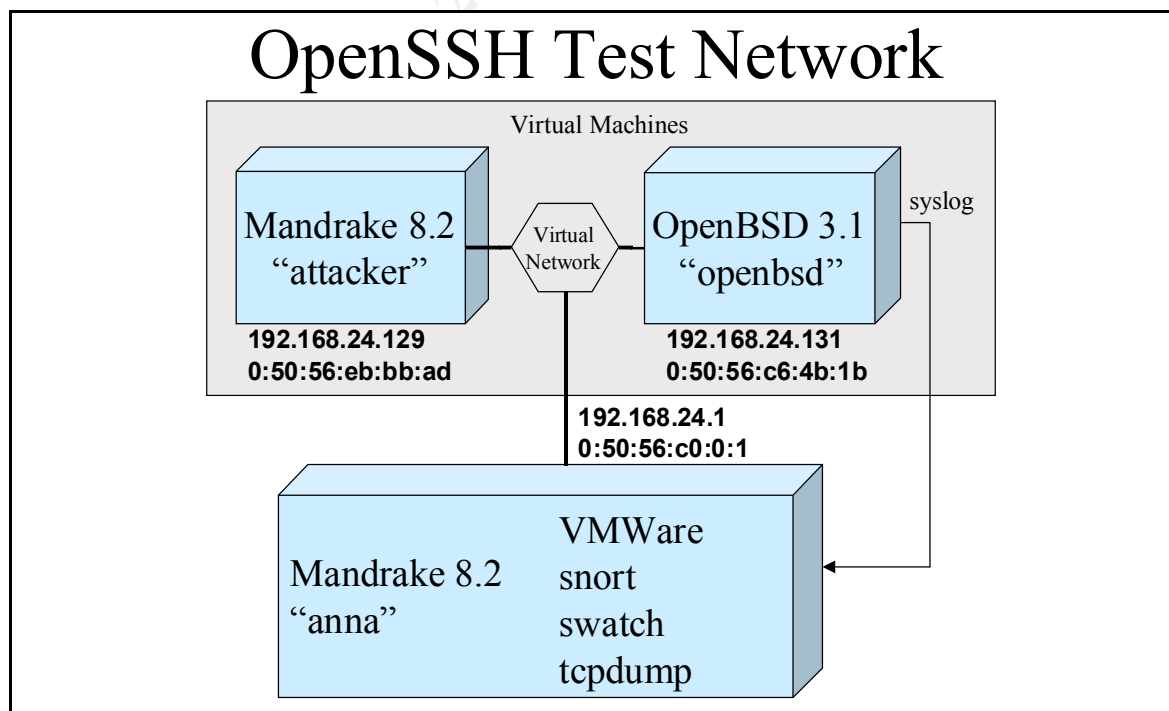 OpenSSH Test Network
Virtual Machines
Mandrake 8.2
“attacker”
Virtual
Network
OpenBSD 3.1
“openbsd”
syslog
192.168.24.129
0:50:56:eb:bb:ad
192.168.24.131
0:50:56:c6:4b:1b
192.168.24.1
0:50:56:c0:0:1
Mandrake 8.2
“anna”
VMWare
snort
swatch
tcpdump